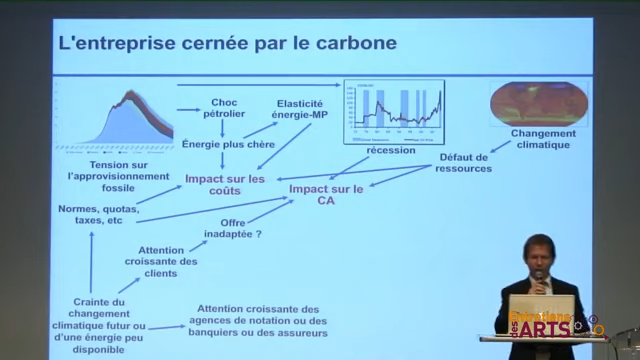 L'entreprise cernée par le carbone
Choc
pétrolier
Elasticité
énergie-MP
Énergie plus chère
récession
Changement
climatique
Tension sur
l'approvisionnement
fossile
Impact sur les
coûts
Impact sur le
CA
Défaut de
ressources
Normes, quotas,
taxes, etc
Offre
inadaptée ?
Attention
croissante des
clients
Crainte du
changement
climatique futur ou
d'une énergie peu
disponible
Attention croissante des
agences de notation ou des
banquiers ou des assureurs
Entretiens
des ARTS